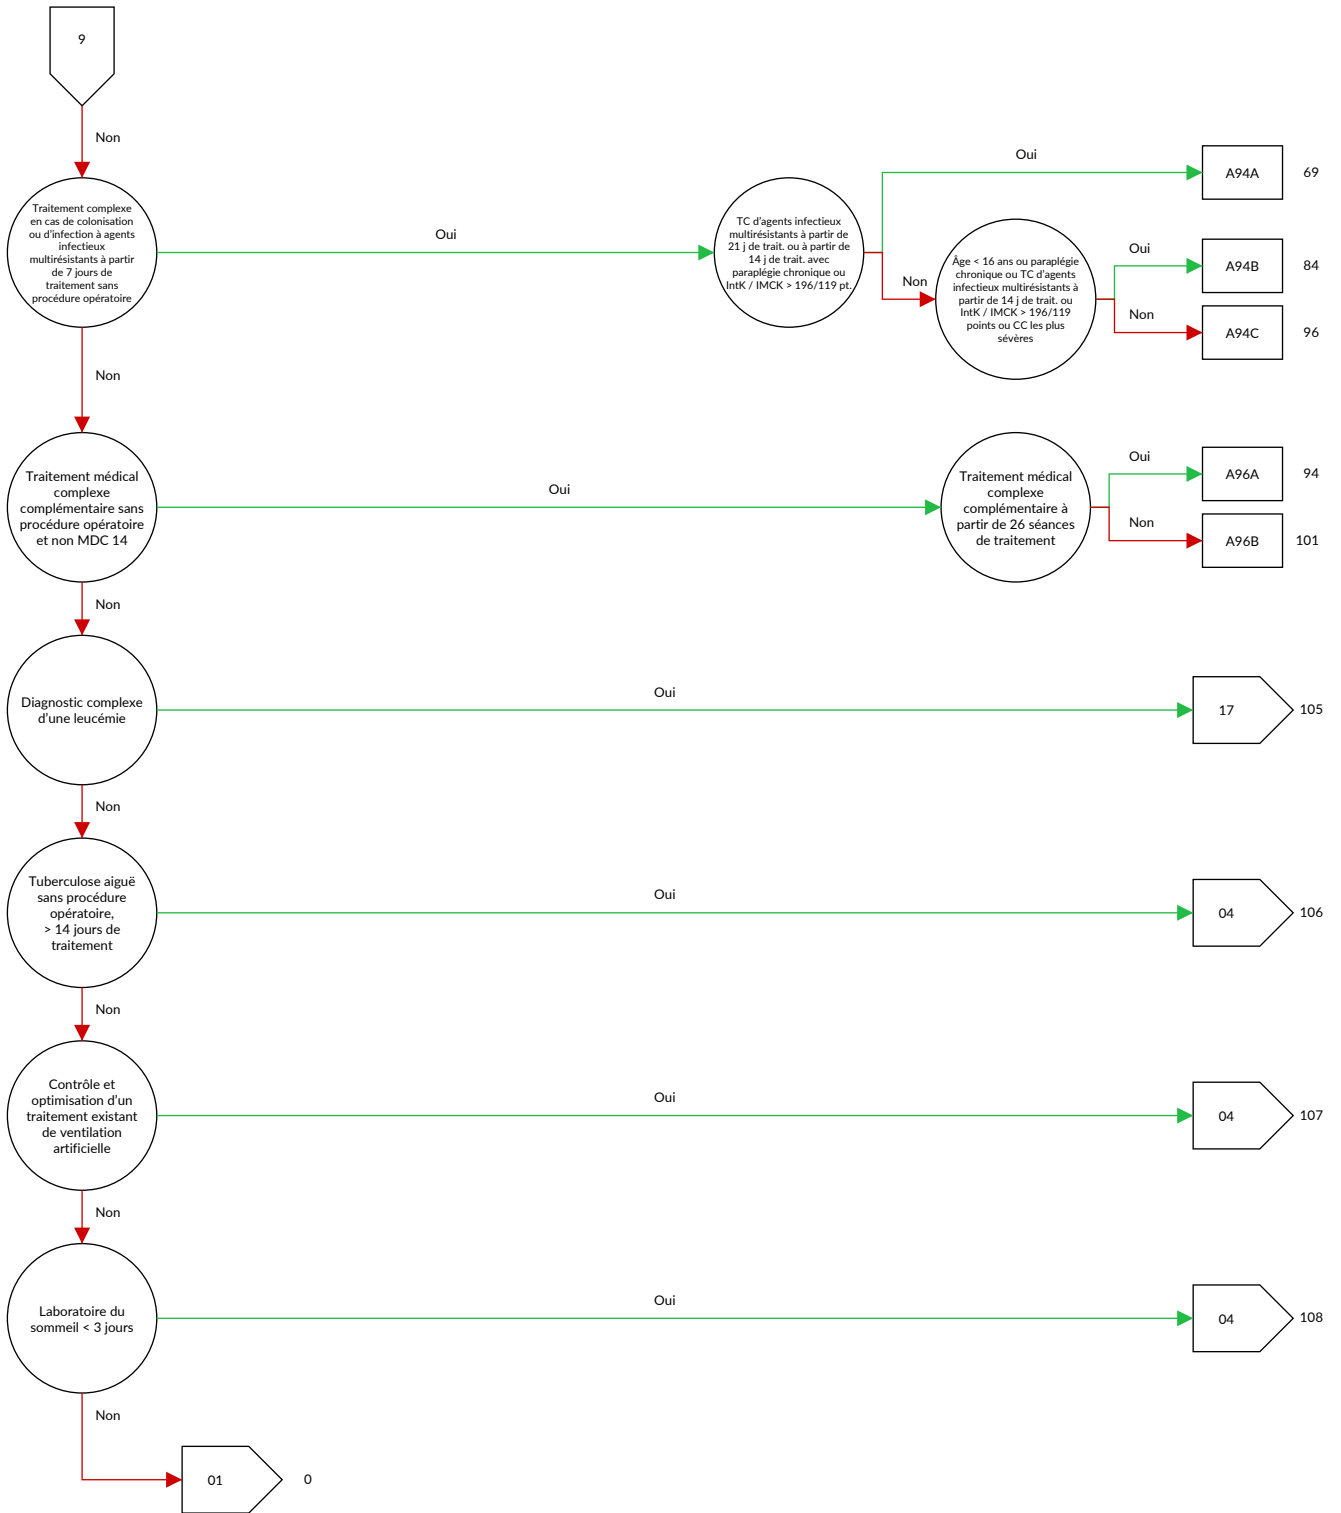 9
Non
Traitement complexe
en cas de colonisation
ou d'infection à agents
infectieux
multirésistants à partir
de 7 jours de
traitement sans
procédure opératoire
Oui
TC d'agents infectieux
multirésistants à partir de
21 j de trait. ou à partir de
14 j de trait. avec
paraplégie chronique ou
IntK / IMCK > 196/119 pt.
Oui
A94A
69
Non
Âge < 16 ans ou paraplégie
chronique ou TC d'agents
infectieux multirésistants à
partir de 14 j de trait. ou
IntK / IMCK > 196/119
points ou CC les plus
sévères
Oui
A94B
84
Non
A94C
96
Non
Traitement médical
complexe
complémentaire sans
procédure opératoire
et non MDC 14
Oui
Traitement médical
complexe
complémentaire à
partir de 26 séances
de traitement
Oui
A96A
94
Non
A96B
101
Non
Diagnostic complexe
d'une leucémie
Oui
17
105
Non
Tuberculose aiguë
sans procédure
opératoire,
> 14 jours de
traitement
Oui
04
106
Non
Contrôle et
optimisation d'un
traitement existant
de ventilation
artificielle
Oui
04
107
Non
Laboratoire du
sommeil < 3 jours
Oui
04
108
Non
01
0